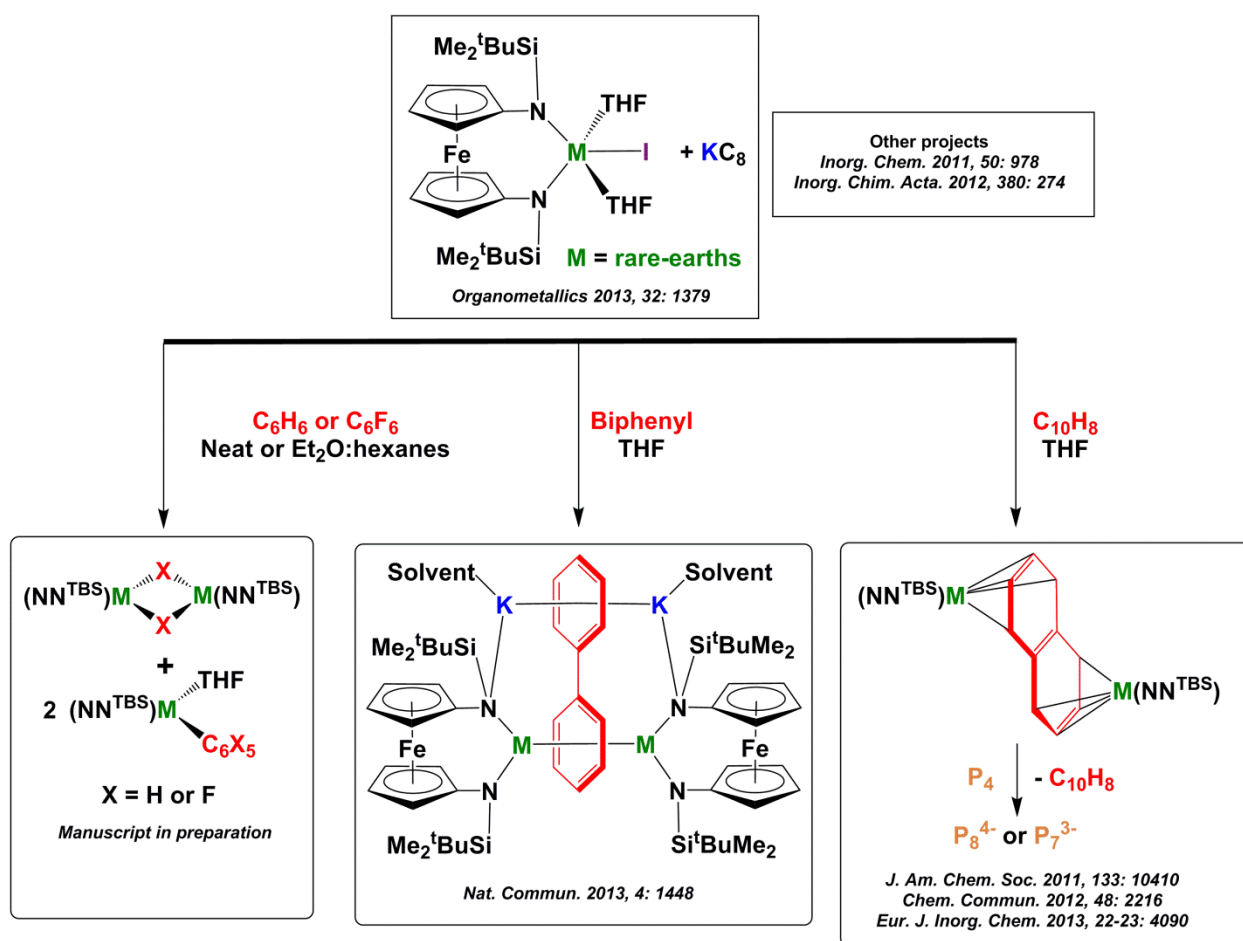 Me₂ᵗBuSi
N
THF
Fe
M
I
+ KC₈
N
THF
Me₂ᵗBuSi
M = rare-earths
Organometallics 2013, 32: 1379
Other projects
Inorg. Chem. 2011, 50: 978
Inorg. Chim. Acta. 2012, 380: 274
C₆H₆ or C₆F₆
Neat or Et₂O:hexanes
Biphenyl
THF
C₁₀H₈
THF
X
(NNᵀᴮˢ)M
M(NNᵀᴮˢ)
X
+
THF
2 (NNᵀᴮˢ)M
C₆X₅
X = H or F
Manuscript in preparation
Solvent
Solvent
K
K
Me₂ᵗBuSi
SiᵗBuMe₂
N
N
Fe
M
M
Fe
N
N
Me₂ᵗBuSi
SiᵗBuMe₂
Nat. Commun. 2013, 4: 1448
(NNᵀᴮˢ)M
M(NNᵀᴮˢ)
P₄
- C₁₀H₈
P₈⁴⁻ or P₇³⁻
J. Am. Chem. Soc. 2011, 133: 10410
Chem. Commun. 2012, 48: 2216
Eur. J. Inorg. Chem. 2013, 22-23: 4090